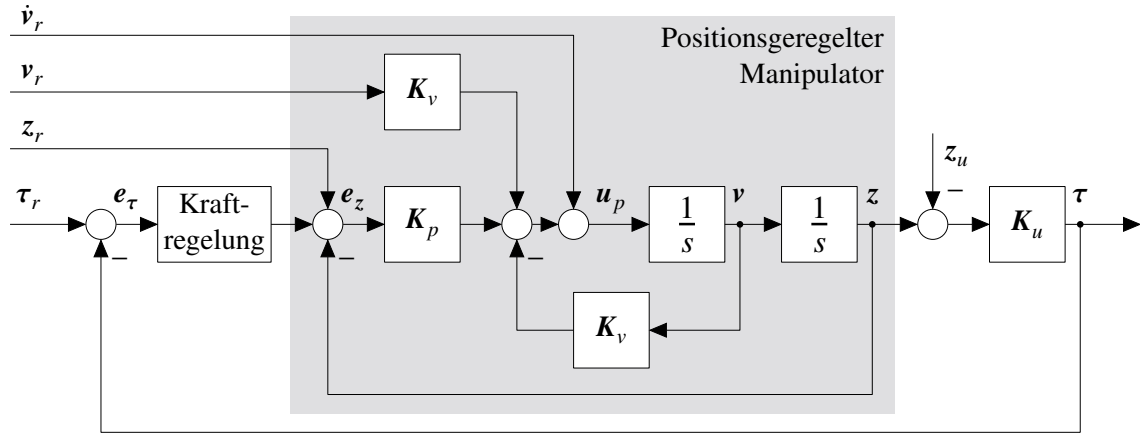 v̇_r
Positionsgeregelter
Manipulator
v_r
K_v
z_r
z_u
τ_r
e_τ
Kraft-
regelung
e_z
K_p
u_p
1/s
v
1/s
z
K_u
τ
−
−
−
−
K_v